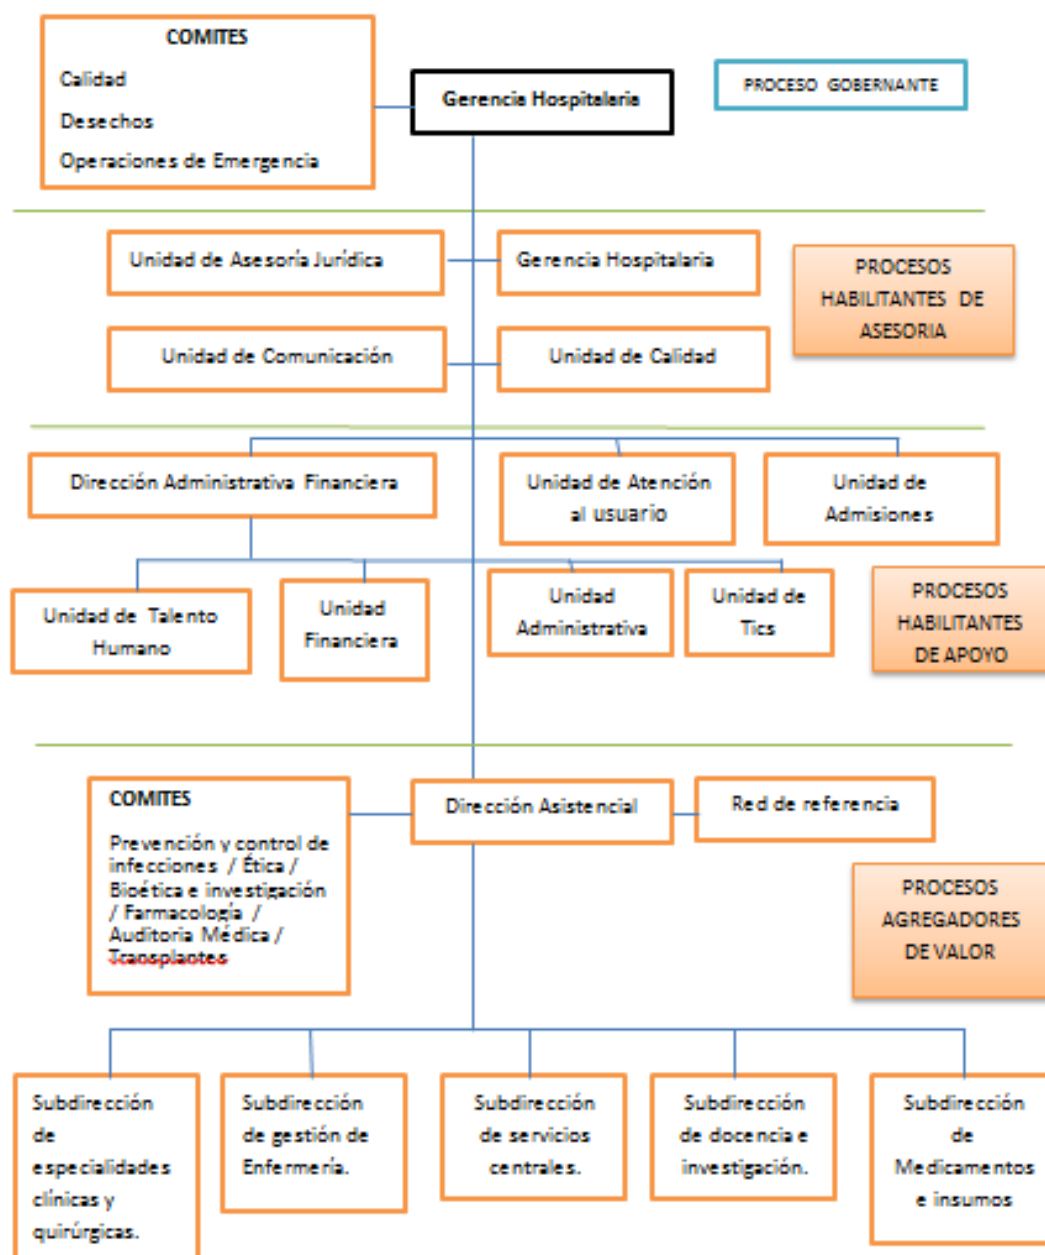 COMITES
Calidad
Desechos
Operaciones de Emergencia
Gerencia Hospitalaria
PROCESO GOBERNANTE
Unidad de Asesoría Jurídica
Gerencia Hospitalaria
PROCESOS
HABILITANTES DE
ASESORIA
Unidad de Comunicación
Unidad de Calidad
Dirección Administrativa Financiera
Unidad de Atención
al usuario
Unidad de
Admisiones
Unidad de Talento
Humano
Unidad
Financiera
Unidad
Administrativa
Unidad de
Tics
PROCESOS
HABILITANTES
DE APOYO
COMITES
Prevención y control de
infecciones / Ética /
Bioética e investigación
/ Farmacología /
Auditoria Médica /
Transplantes
Dirección Asistencial
Red de referencia
PROCESOS
AGREGADORES
DE VALOR
Subdirección
de
especialidades
clínicas y
quirúrgicas.
Subdirección
de gestión de
Enfermería.
Subdirección
de servicios
centrales.
Subdirección
de docencia e
investigación.
Subdirección
de
Medicamentos
e insumos